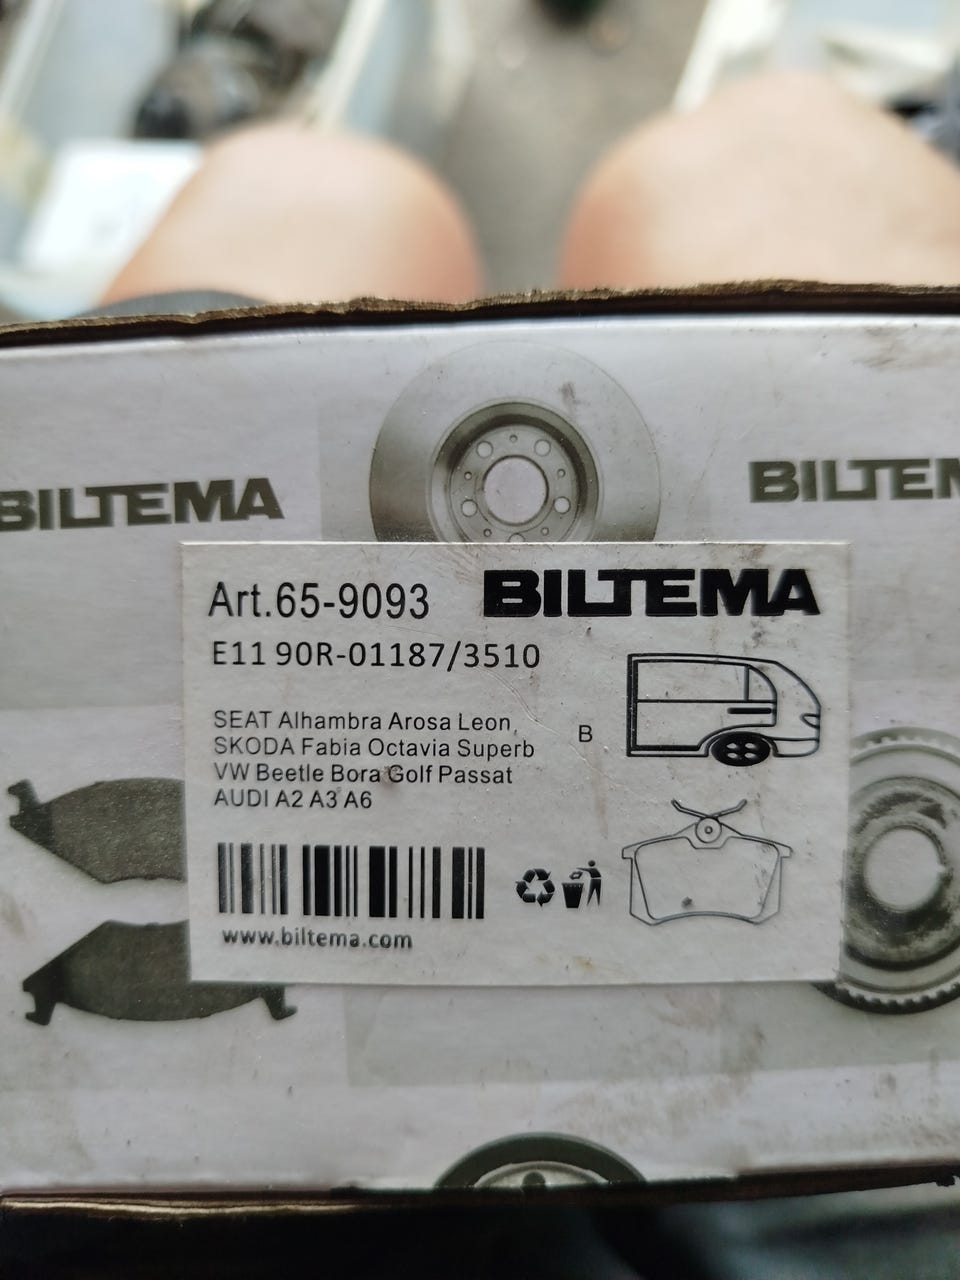 BILTEMA
BILTEM
Art.65-9093 BILTEMA
E11 90R-01187/3510
SEAT Alhambra Arosa Leon,
SKODA Fabia Octavia Superb
VW Beetle Bora Golf Passat
AUDI A2 A3 A6
B
www.biltema.com